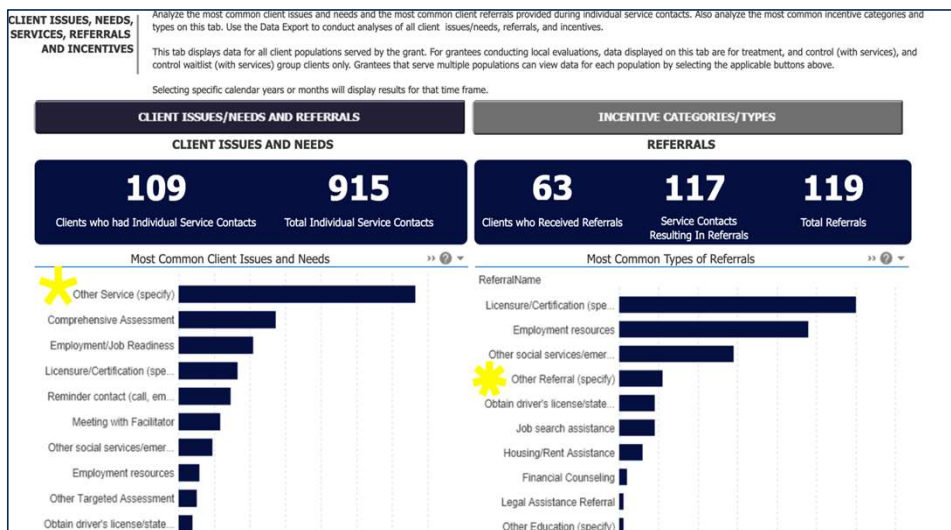 CLIENT ISSUES, NEEDS,
SERVICES, REFERRALS
AND INCENTIVES
Analyze the most common client issues and needs and the most common client referrals provided during individual service contacts. Also analyze the most common incentive categories and
types on this tab. Use the Data Export to conduct analyses of all client issues/needs, referrals, and incentives.
This tab displays data for all client populations served by the grant. For grantees conducting local evaluations, data displayed on this tab are for treatment, and control (with services), and
control waitlist (with services) group clients only. Grantees that serve multiple populations can view data for each population by selecting the applicable buttons above.
Selecting specific calendar years or months will display results for that time frame.
CLIENT ISSUES/NEEDS AND REFERRALS
INCENTIVE CATEGORIES/TYPES
CLIENT ISSUES AND NEEDS
109
Clients who had Individual Service Contacts
915
Total Individual Service Contacts
Most Common Client Issues and Needs
Other Service (specify)
Comprehensive Assessment
Employment/Job Readiness
Licensure/Certification (spe...
Reminder contact (call, em...
Meeting with Facilitator
Other social services/emer...
Employment resources
Other Targeted Assessment
Obtain driver's license/state...
REFERRALS
63
Clients who Received Referrals
117
Service Contacts
Resulting In Referrals
119
Total Referrals
Most Common Types of Referrals
ReferralName
Licensure/Certification (spe...
Employment resources
Other social services/emer...
Other Referral (specify)
Obtain driver's license/state...
Job search assistance
Housing/Rent Assistance
Financial Counseling
Legal Assistance Referral
Other Education (specify)